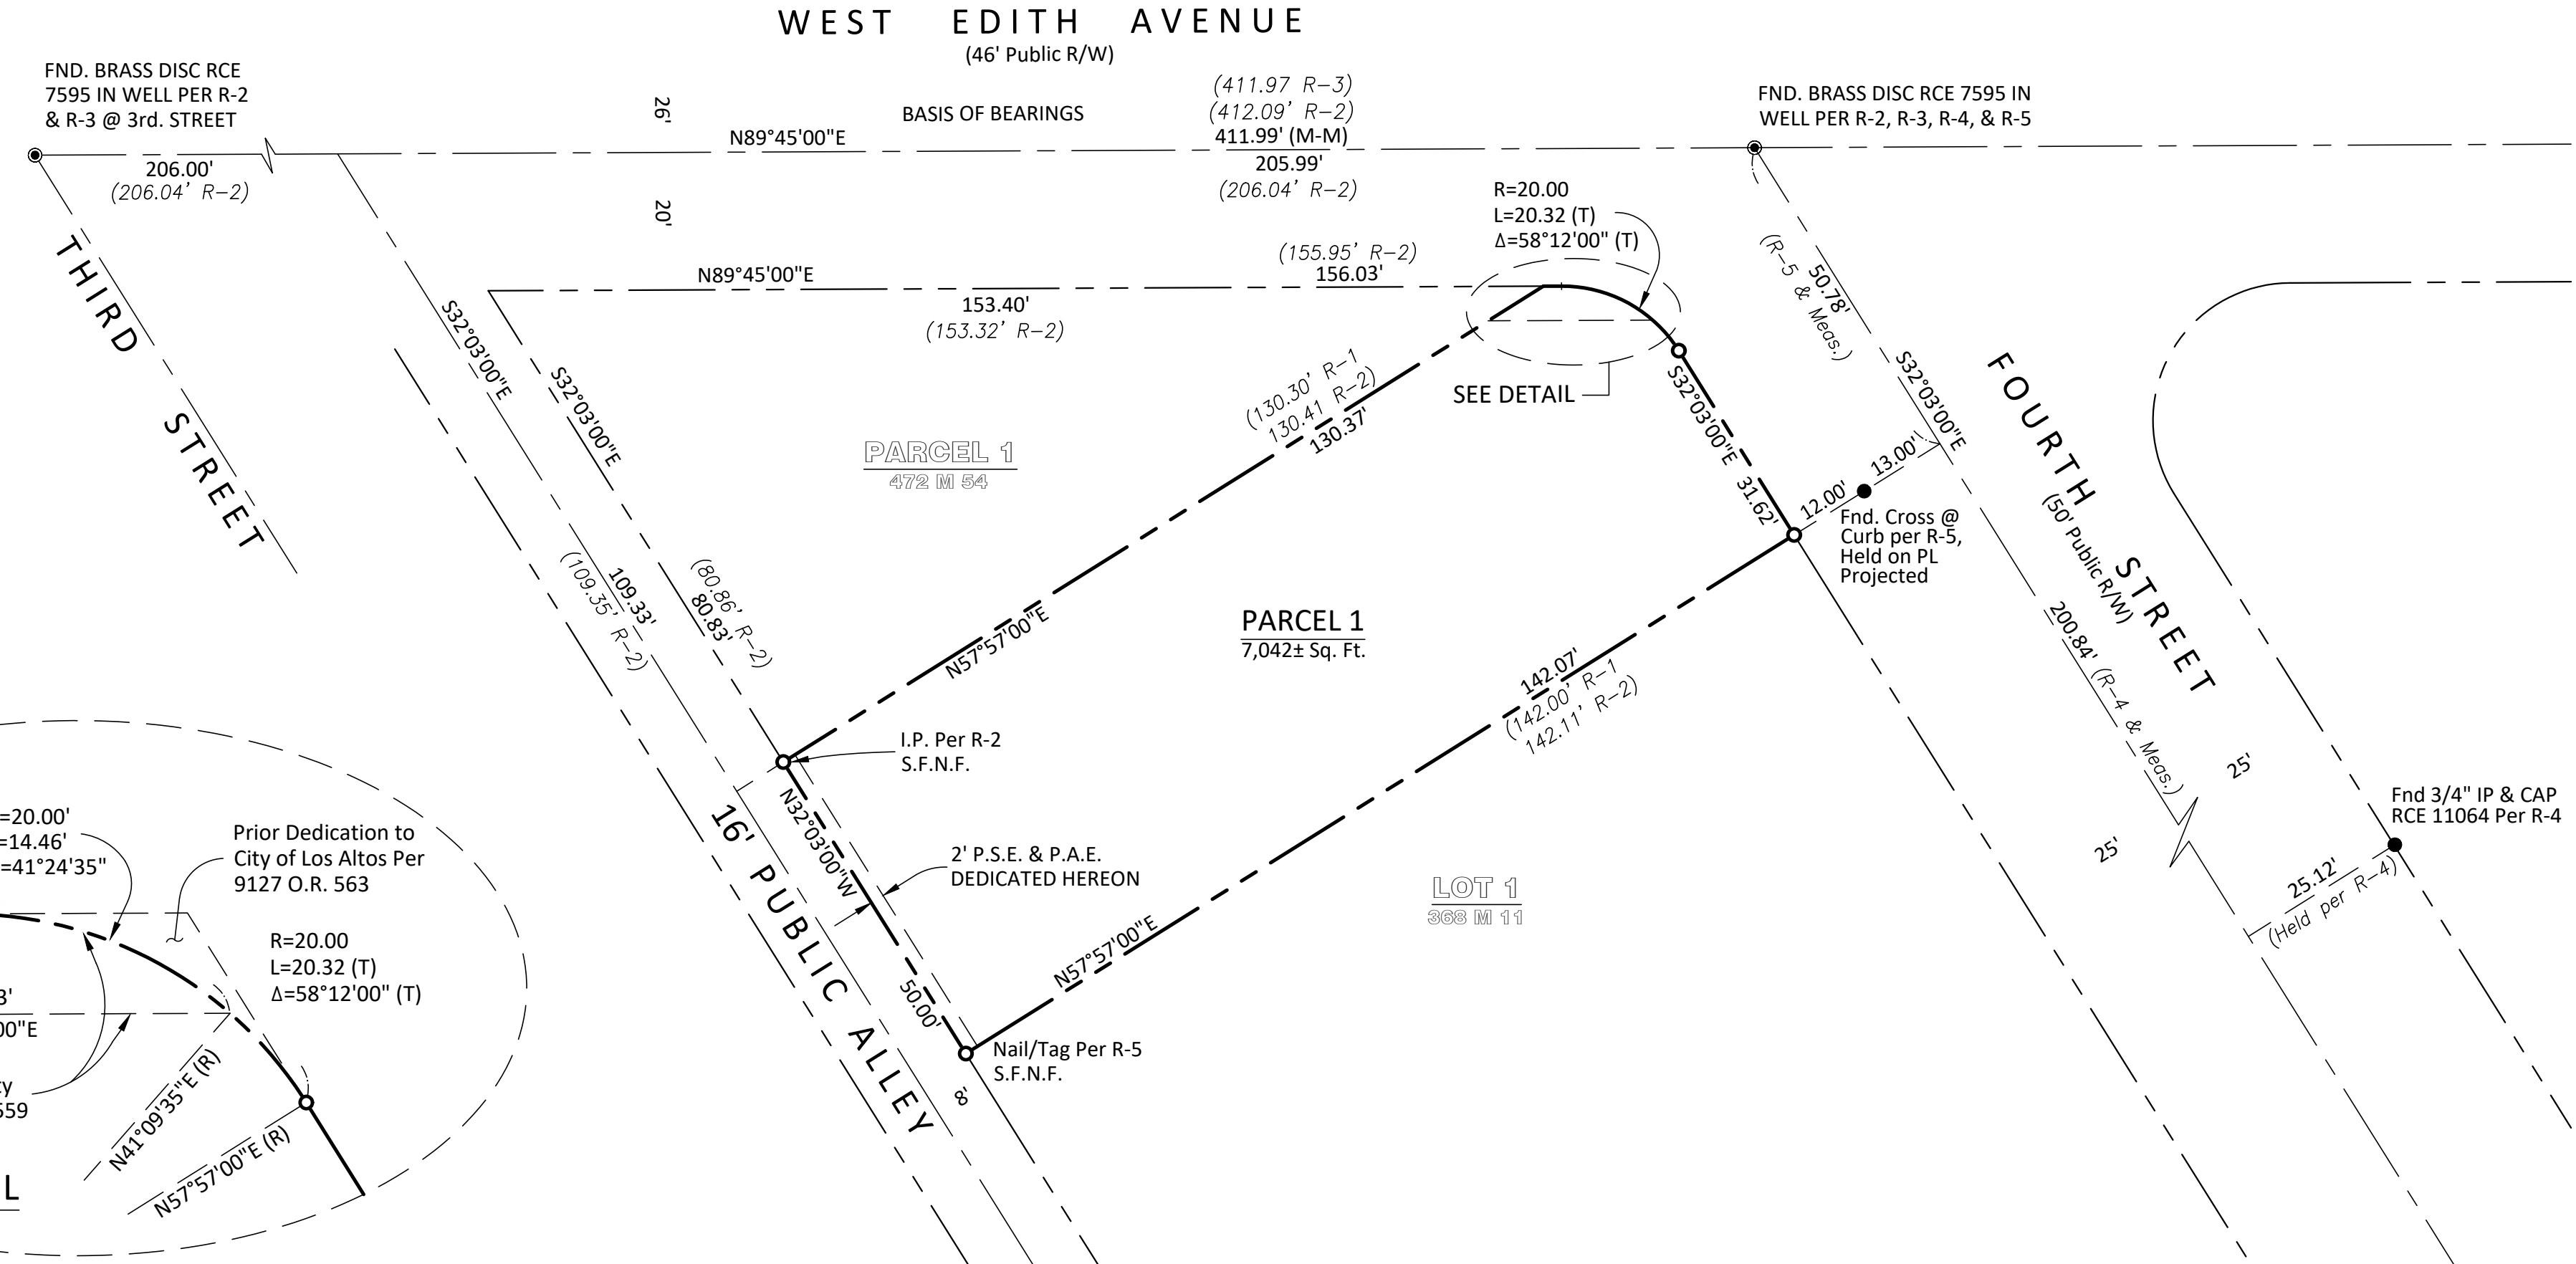 WEST EDITH AVENUE
(46' Public R/W)
FND. BRASS DISC RCE
7595 IN WELL PER R-2
& R-3 @ 3rd. STREET
26'
BASIS OF BEARINGS
(411.97 R-3)
(412.09' R-2)
N89°45'00"E
411.99' (M-M)
FND. BRASS DISC RCE 7595 IN
WELL PER R-2, R-3, R-4, & R-5
206.00'
(206.04' R-2)
205.99'
(206.04' R-2)
20'
R=20.00
L=20.32 (T)
Δ=58°12'00" (T)
(155.95' R-2)
N89°45'00"E
156.03'
153.40'
(153.32' R-2)
THIRD STREET
S32°03'00"E
S32°03'00"E
50.78'
(R-5 & Meas.)
SEE DETAIL
S32°03'00"E
S32°03'00"E
FOURTH STREET
(50' Public R/W)
(130.30' R-1
130.41 R-2)
130.37'
PARCEL 1
472 M 54
31.62'
12.00'
13.00'
Fnd. Cross @
Curb per R-5,
Held on PL
Projected
109.33'
(109.35' R-2)
(80.86' R-2)
80.83'
N57°57'00"E
PARCEL 1
7,042± Sq. Ft.
142.07'
(142.00' R-1
142.11' R-2)
200.84' (R-4 & Meas.)
I.P. Per R-2
S.F.N.F.
25'
25'
Fnd 3/4" IP & CAP
RCE 11064 Per R-4
25.12'
(Held per R-4)
16' PUBLIC ALLEY
N32°03'00"W
50.00'
2' P.S.E. & P.A.E.
DEDICATED HEREON
LOT 1
368 M 11
N57°57'00"E
Nail/Tag Per R-5
S.F.N.F.
8'
=20.00'
=14.46'
=41°24'35"
Prior Dedication to
City of Los Altos Per
9127 O.R. 563
R=20.00
L=20.32 (T)
Δ=58°12'00" (T)
3'
00"E
ty
559
N41°09'35"E (R)
N57°57'00"E (R)
L